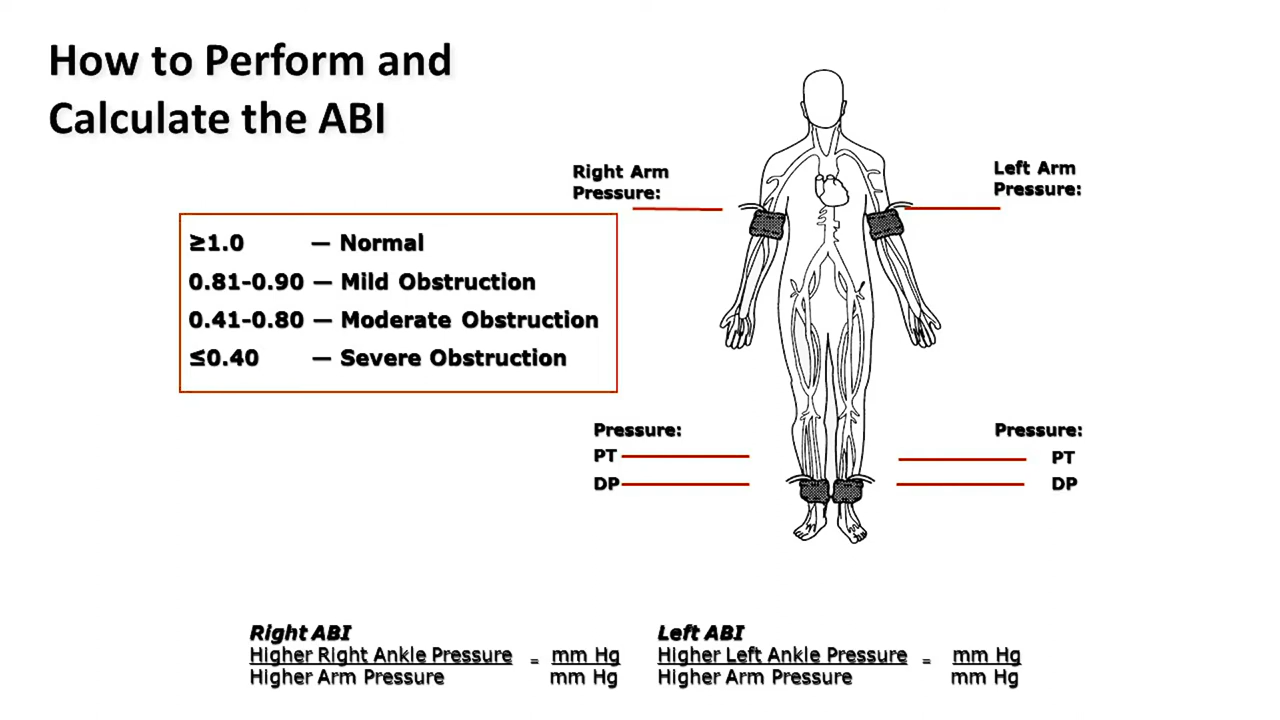 How to Perform and
Calculate the ABI
Right Arm
Pressure:
Left Arm
Pressure:
≥1.0 — Normal
0.81-0.90 — Mild Obstruction
0.41-0.80 — Moderate Obstruction
≤0.40 — Severe Obstruction
Pressure:
PT
DP
Pressure:
PT
DP
Right ABI
Higher Right Ankle Pressure = mm Hg
Higher Arm Pressure mm Hg
Left ABI
Higher Left Ankle Pressure = mm Hg
Higher Arm Pressure mm Hg